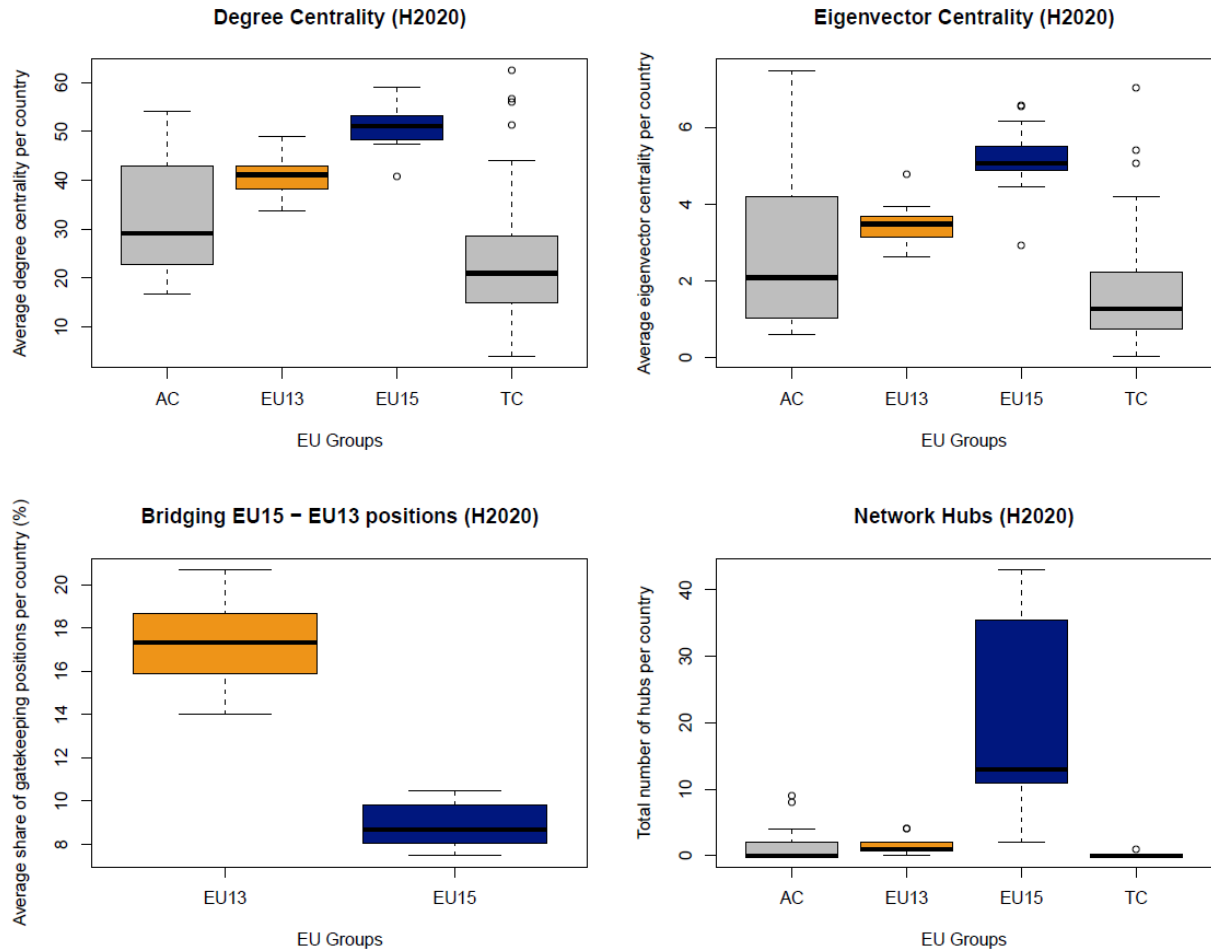 Degree Centrality (H2020)
Average degree centrality per country
60
50
40
30
20
10
AC EU13 EU15 TC
EU Groups
Eigenvector Centrality (H2020)
Average eigenvector centrality per country
6
4
2
0
AC EU13 EU15 TC
EU Groups
Bridging EU15 − EU13 positions (H2020)
Average share of gatekeeping positions per country (%)
20
18
16
14
12
10
8
EU13 EU15
EU Groups
Network Hubs (H2020)
Total number of hubs per country
40
30
20
10
0
AC EU13 EU15 TC
EU Groups